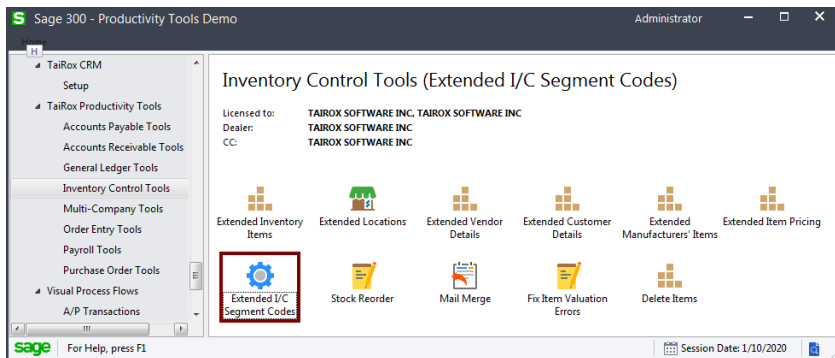 S Sage 300 - Productivity Tools Demo
Administrator
Home
H
TaiRox CRM
Setup
TaiRox Productivity Tools
Accounts Payable Tools
Accounts Receivable Tools
General Ledger Tools
Inventory Control Tools
Multi-Company Tools
Order Entry Tools
Payroll Tools
Purchase Order Tools
Visual Process Flows
A/P Transactions
Inventory Control Tools (Extended I/C Segment Codes)
Licensed to: TAIROX SOFTWARE INC, TAIROX SOFTWARE INC
Dealer: TAIROX SOFTWARE INC
CC: TAIROX SOFTWARE INC
Extended Inventory
Items
Extended Locations
Extended Vendor
Details
Extended Customer
Details
Extended
Manufacturers' Items
Extended Item Pricing
Extended I/C
Segment Codes
Stock Reorder
Mail Merge
Fix Item Valuation
Errors
Delete Items
sage For Help, press F1
Session Date: 1/10/2020